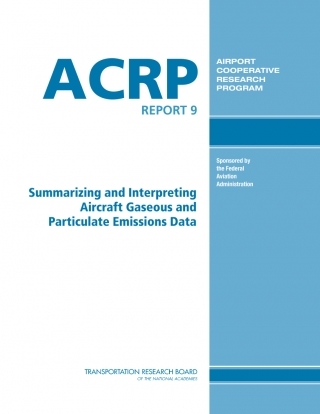 ACRP
REPORT 9
AIRPORT
COOPERATIVE
RESEARCH
PROGRAM
Sponsored by
the Federal
Aviation
Administration
Summarizing and Interpreting
Aircraft Gaseous and
Particulate Emissions Data
TRANSPORTATION RESEARCH BOARD
OF THE NATIONAL ACADEMIES